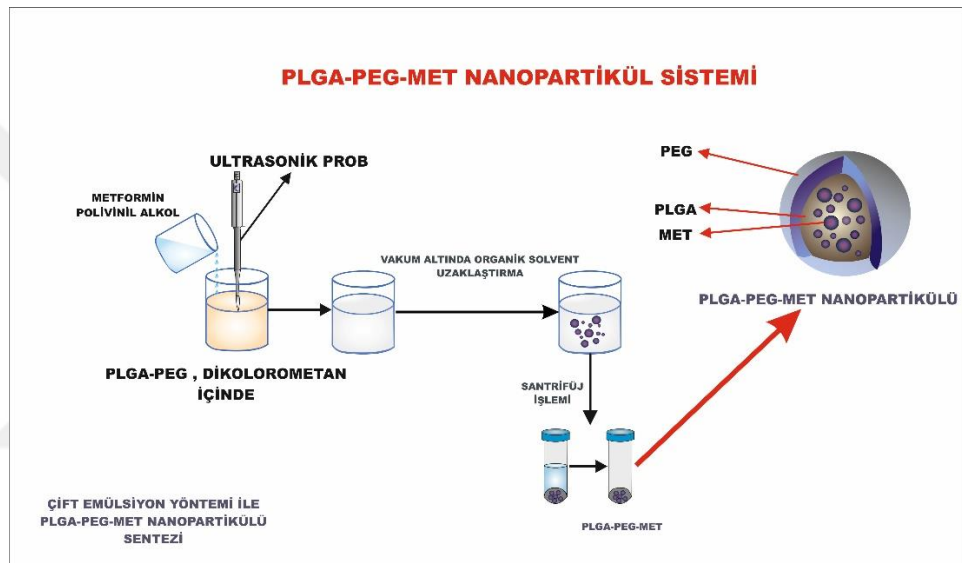 PLGA-PEG-MET NANOPARTİKÜL SİSTEMİ
ULTRASONİK PROB
METFORMİN
POLİVİNİL ALKOL
PLGA-PEG , DİKOLOROMETAN
İÇİNDE
VAKUM ALTINDA ORGANİK SOLVENT
UZAKLAŞTIRMA
SANTRİFÜJ
İŞLEMİ
PLGA-PEG-MET
PEG
PLGA
MET
PLGA-PEG-MET NANOPARTİKÜLÜ
ÇİFT EMÜLSİYON YÖNTEMİ İLE
PLGA-PEG-MET NANOPARTİKÜLÜ
SENTEZİ